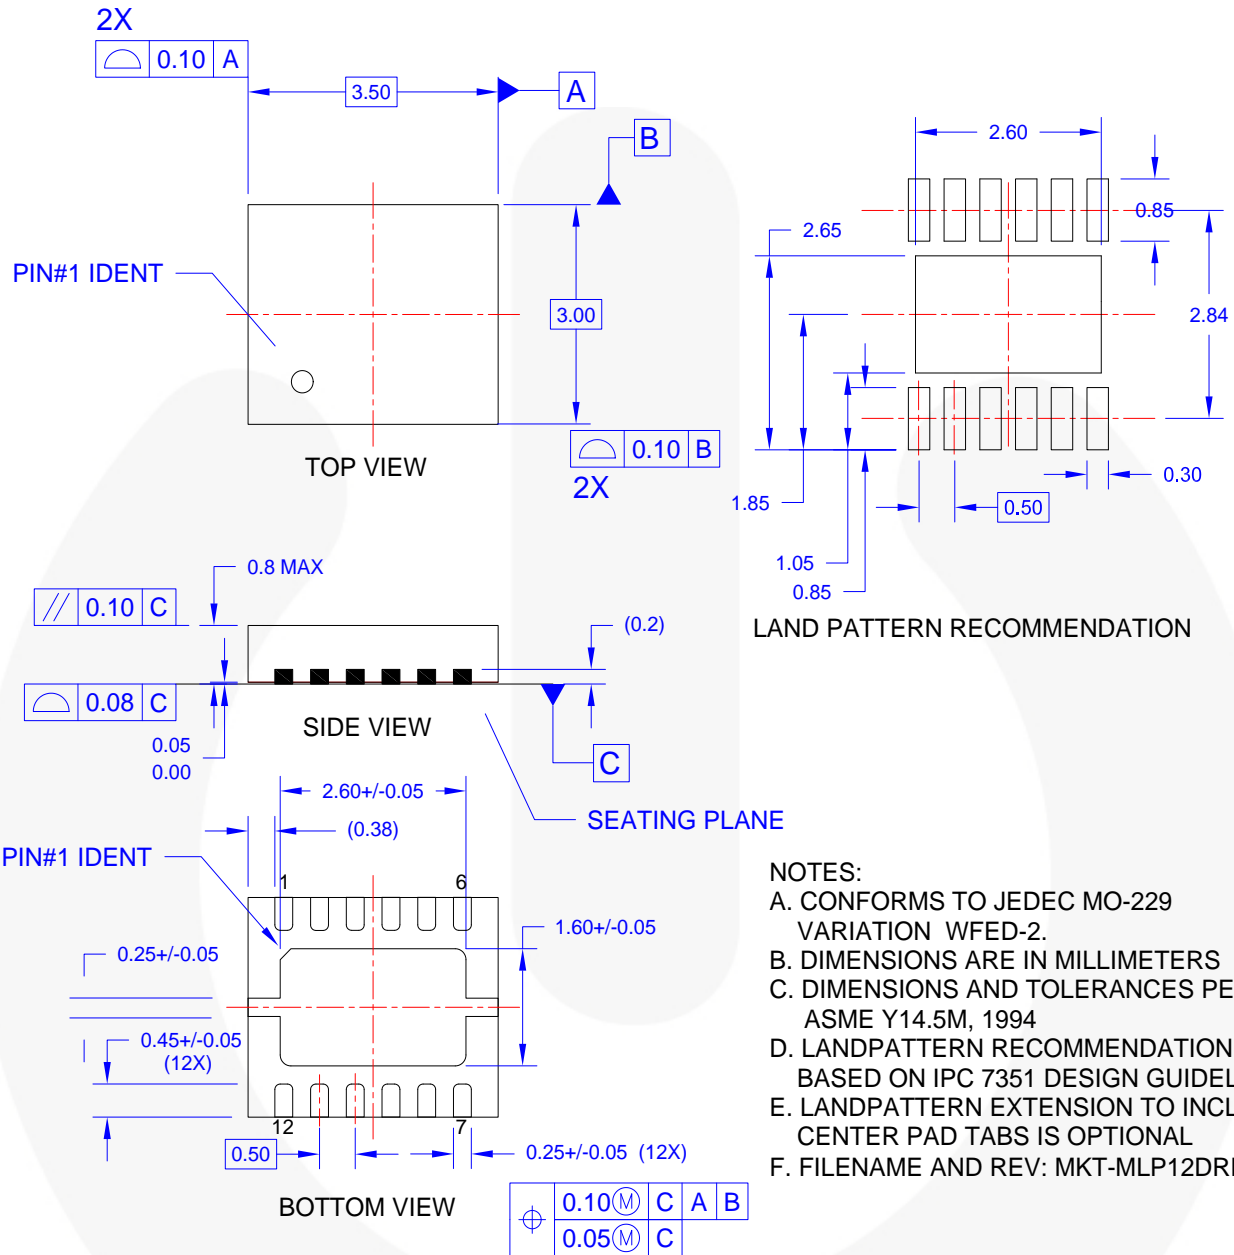 2X
0.10 A
3.50
A
B
PIN#1 IDENT
3.00
TOP VIEW
0.10 B
2X
2.60
0.85
2.65
2.84
1.85
0.30
0.50
1.05
0.85
LAND PATTERN RECOMMENDATION
0.8 MAX
// 0.10 C
(0.2)
0.08 C
SIDE VIEW
0.05
0.00
C
2.60+/-0.05
SEATING PLANE
(0.38)
PIN#1 IDENT
1 6
1.60+/-0.05
0.25+/-0.05
0.45+/-0.05
(12X)
12 7
0.50
0.25+/-0.05 (12X)
BOTTOM VIEW
0.10Ⓜ C A B
0.05Ⓜ C
NOTES:
A. CONFORMS TO JEDEC MO-229
VARIATION WFED-2.
B. DIMENSIONS ARE IN MILLIMETERS
C. DIMENSIONS AND TOLERANCES PE
ASME Y14.5M, 1994
D. LANDPATTERN RECOMMENDATION
BASED ON IPC 7351 DESIGN GUIDEL
E. LANDPATTERN EXTENSION TO INCL
CENTER PAD TABS IS OPTIONAL
F. FILENAME AND REV: MKT-MLP12DR